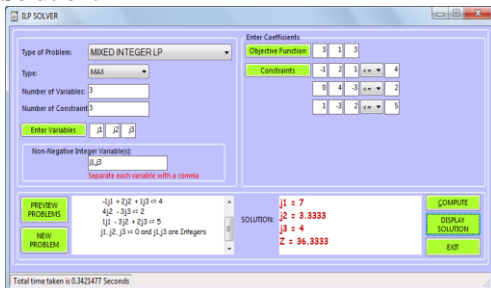 ILP SOLVER
Type of Problem: MIXED INTEGER LP
Type: MAX
Number of Variables: 3
Number of Constraint 3
Enter Variables j1 j2 j3
Non-Negative Integer Variable(s):
j1,j3
Separate each variable with a comma
Enter Coefficients
Objective Function 3 1 3
Constraints -1 2 1 <= 4
0 4 -3 <= 2
1 -3 2 <= 5
PREVIEW PROBLEMS
NEW PROBLEM
-1j1 + 2j2 + 1j3 <= 4
4j2 - 3j3 <= 2
1j1 - 3j2 + 2j3 <= 5
j1, j2, j3 >= 0 and j1,j3 are Integers
SOLUTION:
j1 = 7
j2 = 3.3333
j3 = 4
Z = 36.3333
COMPUTE
DISPLAY SOLUTION
EXIT
Total time taken is 0.3421477 Seconds